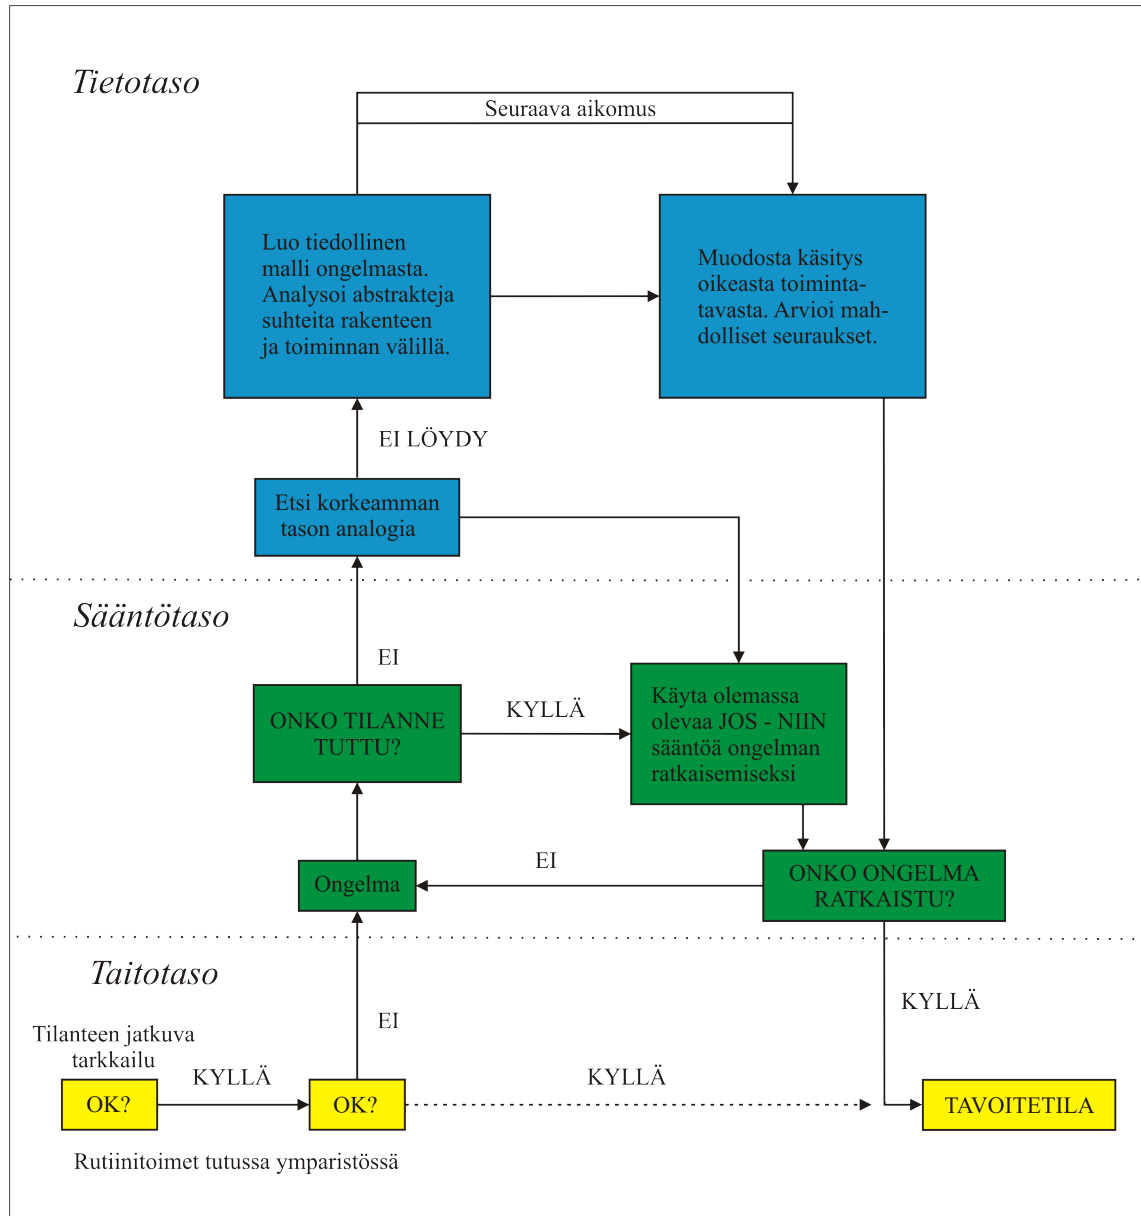 Tietotaso
Seuraava aikomus
Luo tiedollinen
malli ongelmasta.
Analysoi abstrakteja
suhteita rakenteen
ja toiminnan välillä.
Muodosta käsitys
oikeasta toiminta-
tavasta. Arvioi mah-
dolliset seuraukset.
EI LÖYDY
Etsi korkeamman
tason analogia
Sääntötaso
EI
ONKO TILANNE
TUTTU?
KYLLÄ
Käyta olemassa
olevaa JOS - NIIN
sääntöä ongelman
ratkaisemiseksi
Ongelma
EI
ONKO ONGELMA
RATKAISTU?
Taitotaso
EI
KYLLÄ
Tilanteen jatkuva
tarkkailu
KYLLÄ
KYLLÄ
OK?
OK?
TAVOITETILA
Rutiinitoimet tutussa ymparistössä